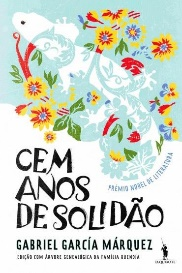 PRÉMIO NOBEL DE LITERATURA
CEM
ANOS
DE SOLIDÃO
GABRIEL GARCÍA MÁRQUEZ
EDIÇÃO COM ÁRVORE GENEALÓGICA DA FAMÍLIA BUENDÍA